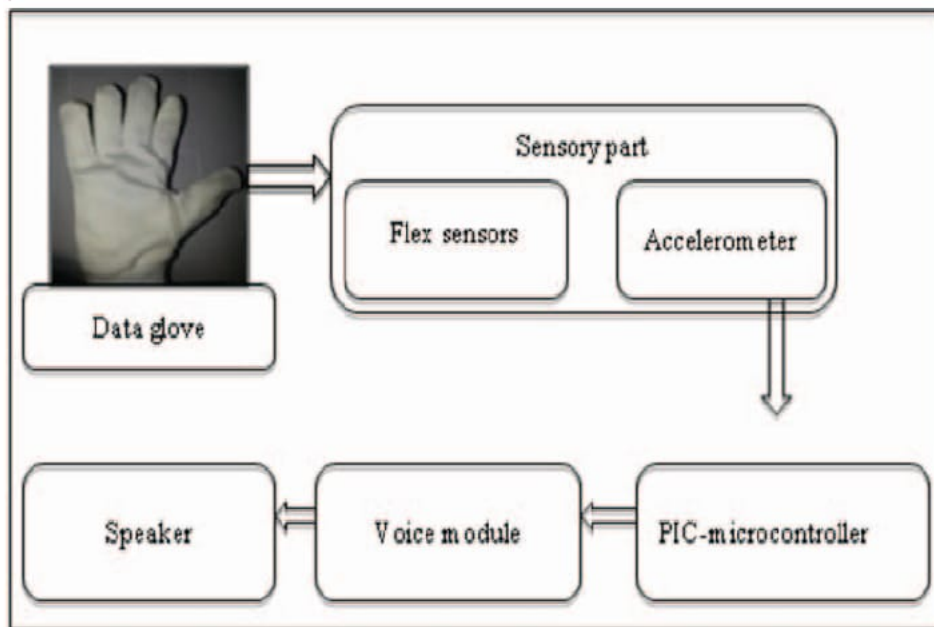 Sensory part
Flex sensors
Accelerometer
Data glove
Speaker
Voice module
PIC-microcontroller